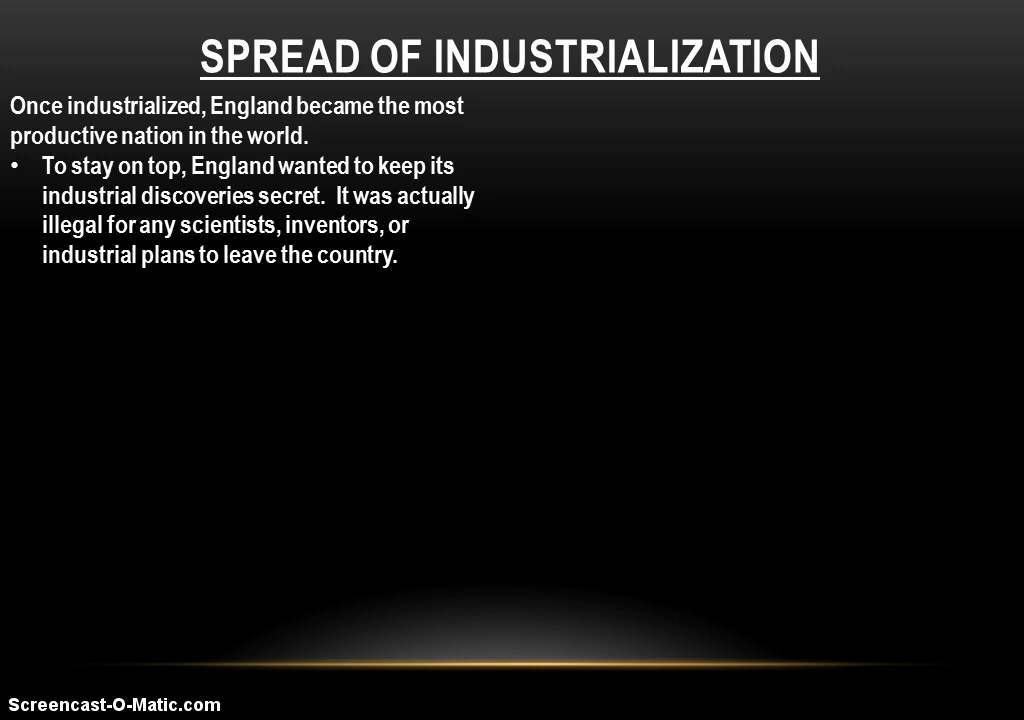 SPREAD OF INDUSTRIALIZATION
Once industrialized, England became the most
productive nation in the world.
• To stay on top, England wanted to keep its
industrial discoveries secret.  It was actually
illegal for any scientists, inventors, or
industrial plans to leave the country.
Screencast-O-Matic.com